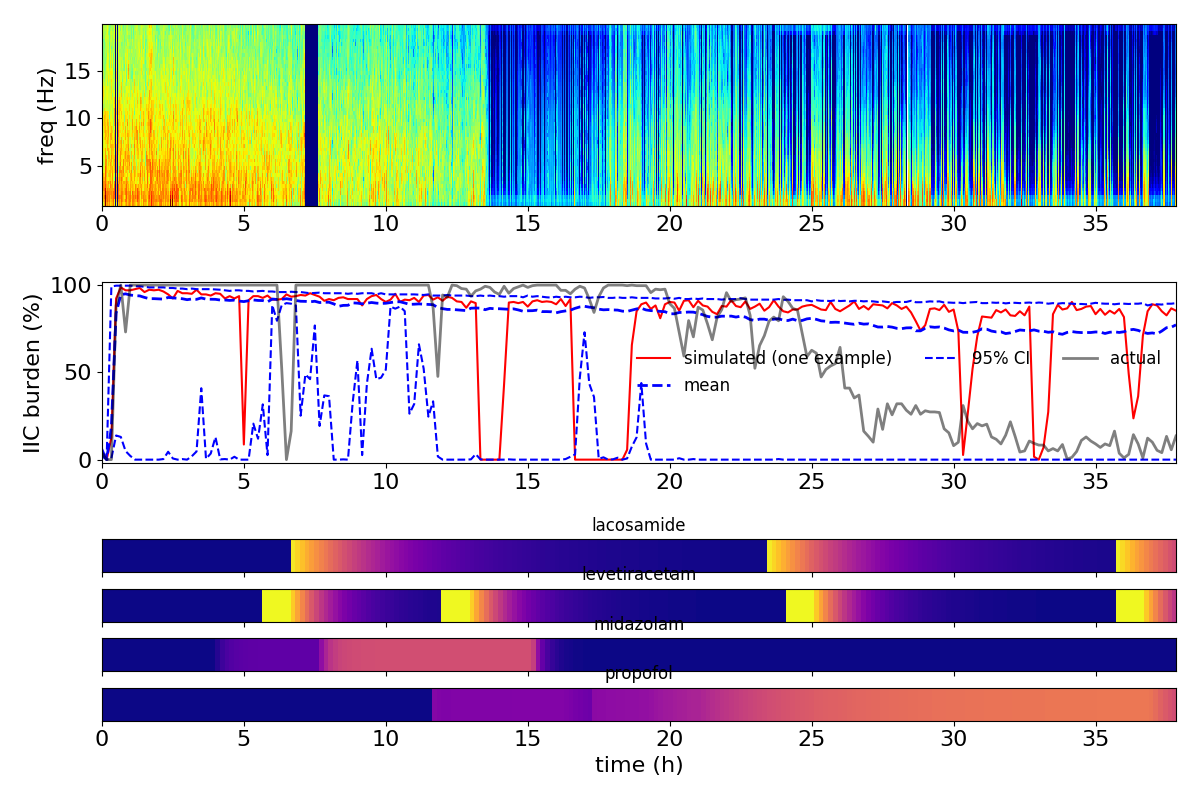 freq (Hz)
15
10
5
0 5 10 15 20 25 30 35
IIC burden (%)
100
50
0
simulated (one example) 95% CI actual
mean
0 5 10 15 20 25 30 35
lacosamide
levetiracetam
midazolam
propofol
0 5 10 15 20 25 30 35
time (h)